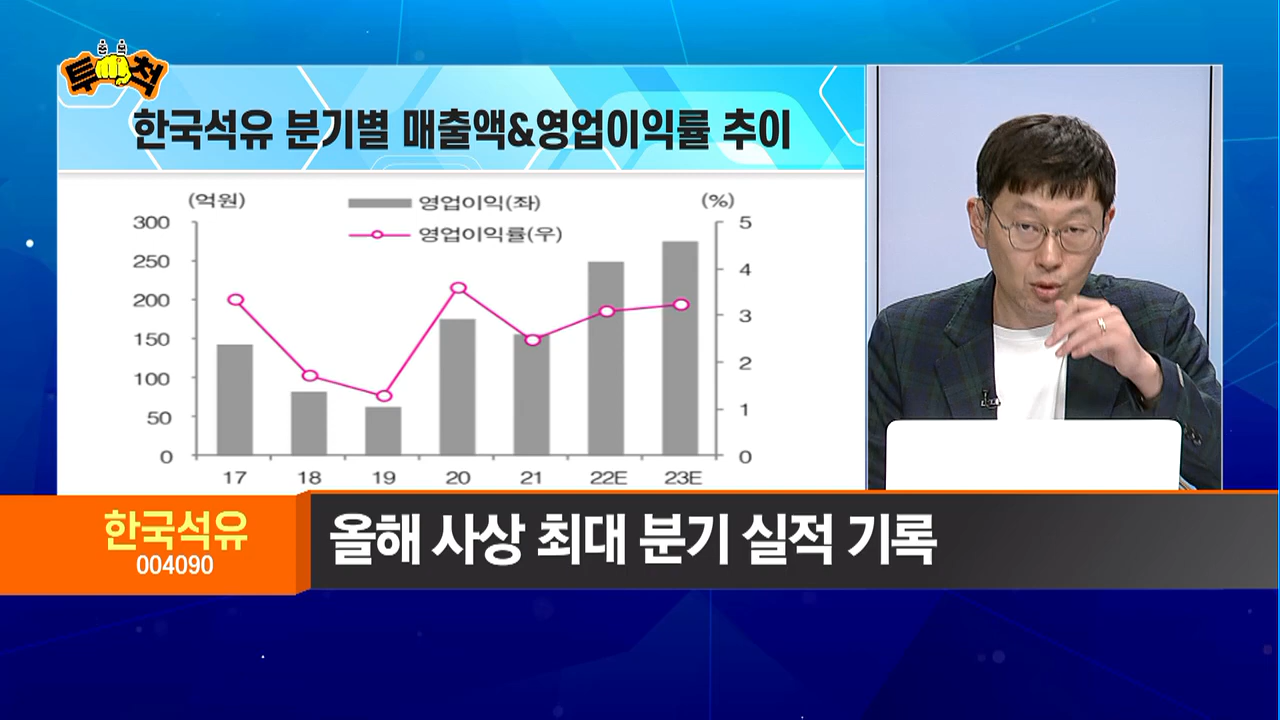 투척
한국석유 분기별 매출액&영업이익률 추이
(억원)
영업이익(좌)
(%)
영업이익률(우)
300
250
200
150
100
50
0
5
4
3
2
1
0
17 18 19 20 21 22E 23E
한국석유
004090
올해 사상 최대 분기 실적 기록